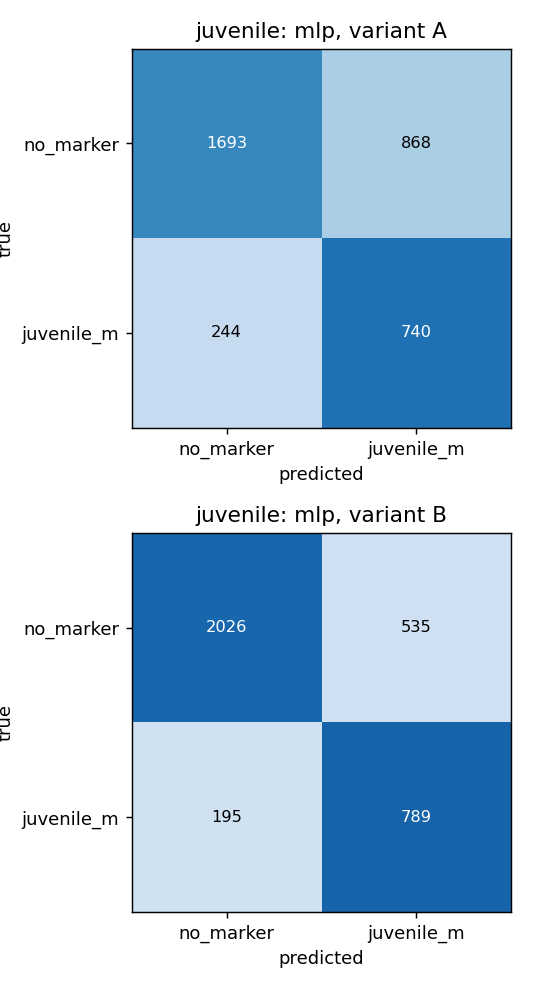 juvenile: mlp, variant A
no_marker
1693
868
true
juvenile_m
244
740
no_marker
juvenile_m
predicted
juvenile: mlp, variant B
no_marker
2026
535
true
juvenile_m
195
789
no_marker
juvenile_m
predicted